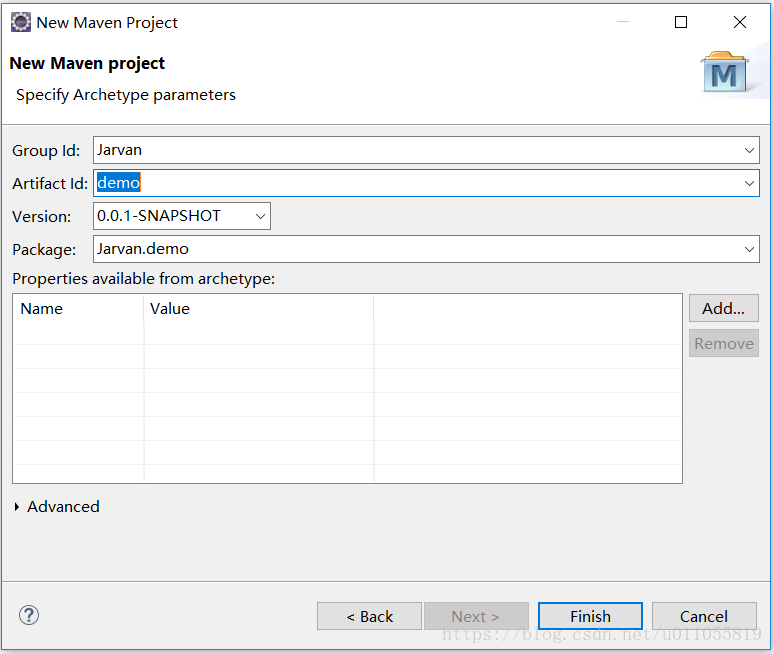 New Maven Project
New Maven project
Specify Archetype parameters
M
Group Id: Jarvan
Artifact Id: demo
Version: 0.0.1-SNAPSHOT
Package: Jarvan.demo
Properties available from archetype:
Name Value
Add...
Remove
Advanced
? < Back Next > Finish Cancel
https://blog.csdn.net/u011055819